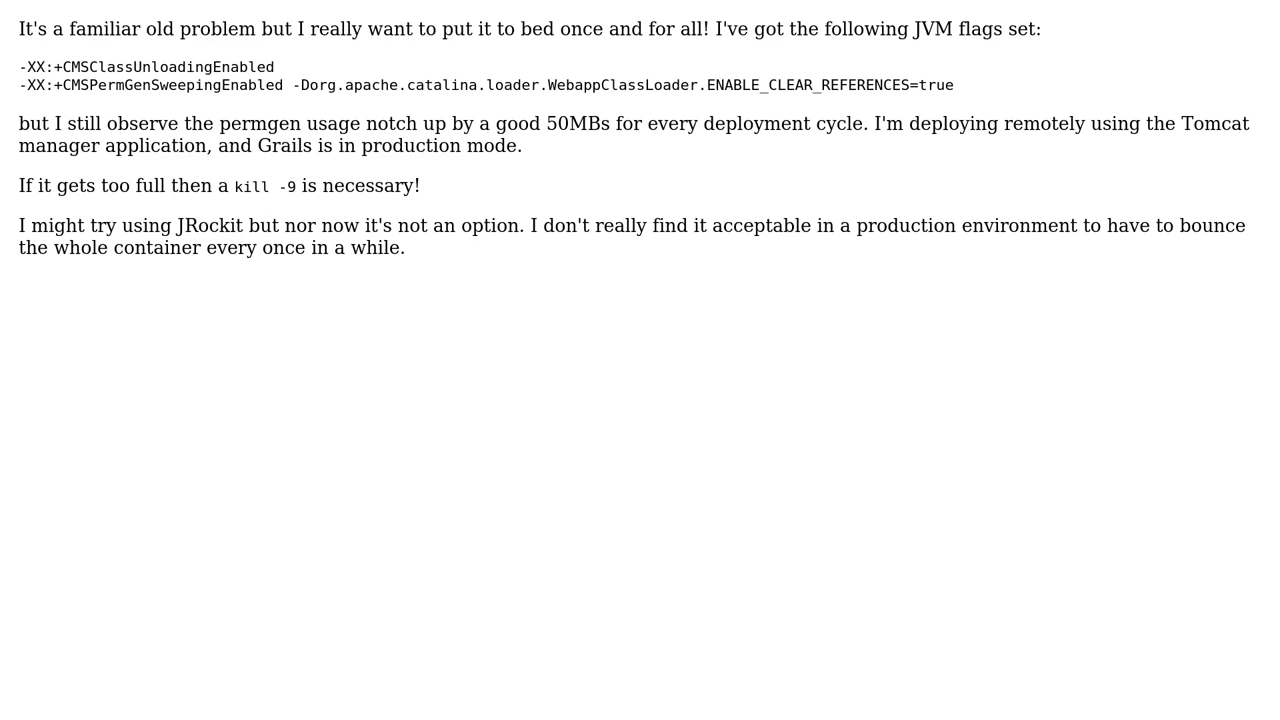 It's a familiar old problem but I really want to put it to bed once and for all! I've got the following JVM flags set:
-XX:+CMSClassUnloadingEnabled
-XX:+CMSPermGenSweepingEnabled -Dorg.apache.catalina.loader.WebappClassLoader.ENABLE_CLEAR_REFERENCES=true
but I still observe the permgen usage notch up by a good 50MBs for every deployment cycle. I'm deploying remotely using the Tomcat
manager application, and Grails is in production mode.
If it gets too full then a kill -9 is necessary!
I might try using JRockit but nor now it's not an option. I don't really find it acceptable in a production environment to have to bounce
the whole container every once in a while.